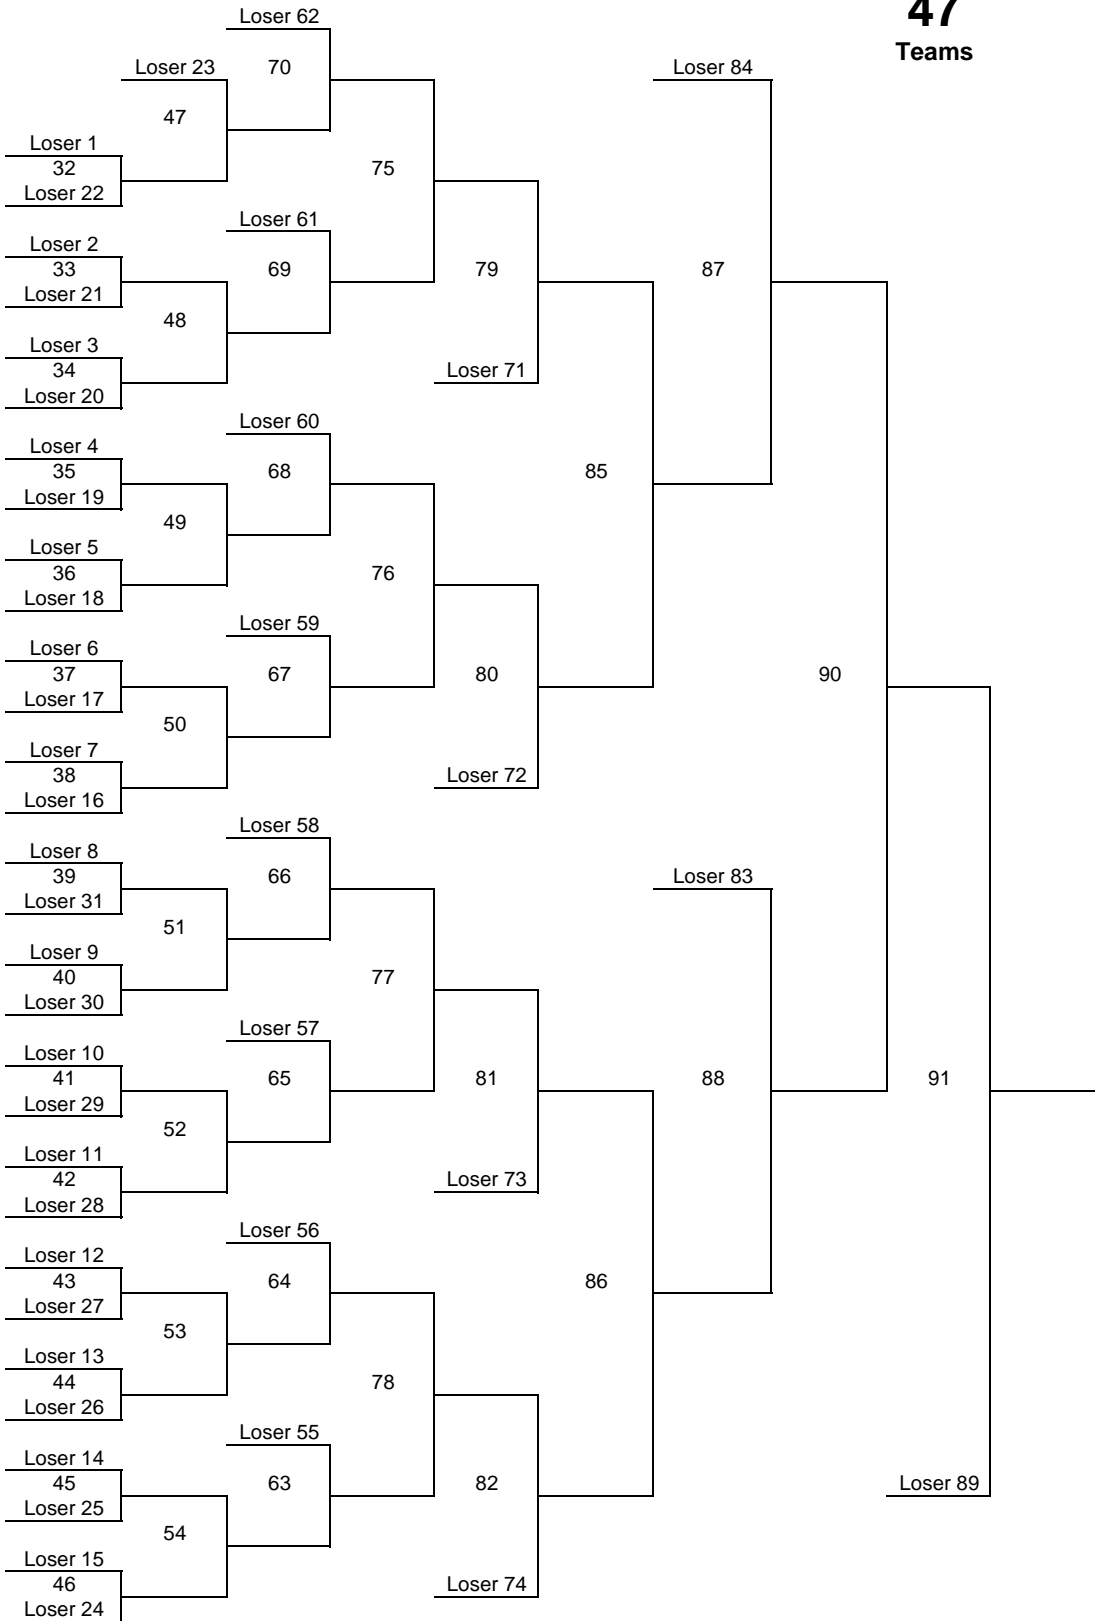 47
Teams
Loser 62
Loser 23
70
Loser 84
47
Loser 1
32
75
Loser 22
Loser 61
Loser 2
33
69
79
87
Loser 21
48
Loser 3
34
Loser 71
Loser 20
Loser 60
Loser 4
35
68
85
Loser 19
49
Loser 5
36
76
Loser 18
Loser 59
Loser 6
37
67
80
90
Loser 17
50
Loser 7
38
Loser 72
Loser 16
Loser 58
Loser 8
39
66
Loser 83
Loser 31
51
Loser 9
40
77
Loser 30
Loser 57
Loser 10
41
65
81
88
91
Loser 29
52
Loser 11
42
Loser 73
Loser 28
Loser 56
Loser 12
43
64
86
Loser 27
53
Loser 13
44
78
Loser 26
Loser 55
Loser 14
45
63
82
Loser 89
Loser 25
54
Loser 15
46
Loser 74
Loser 24